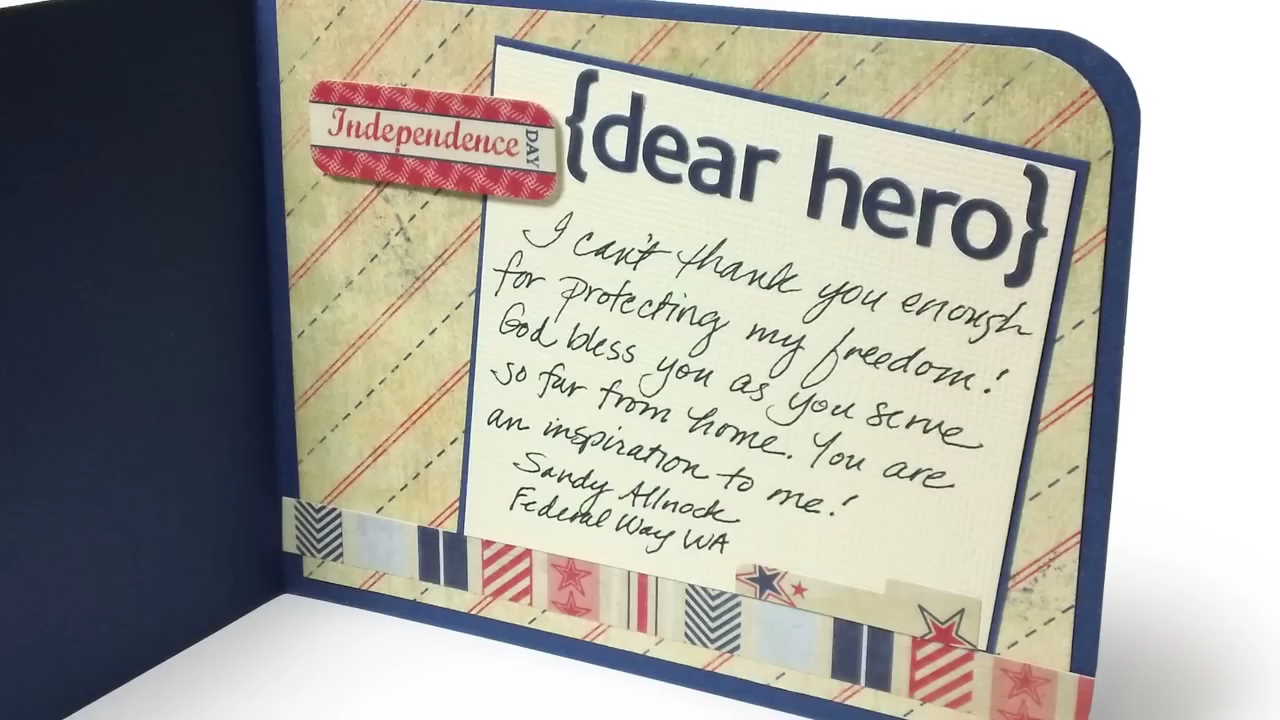 Independence DAY
{dear hero}
I can't thank you enough
for protecting my freedom!
God bless you as you serve
so far from home. You are
an inspiration to me!
Sandy Allnock
Federal Way WA